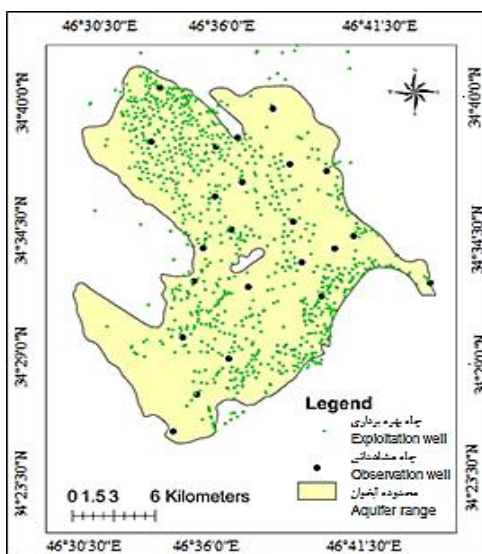 46°30'30"E 46°36'0"E 46°41'30"E
34°40'0"N
34°40'0"N
34°34'30"N
34°34'30"N
34°29'0"N
34°23'30"N
34°23'30"N
Legend
چاه بهره برداری
Exploitation well
چاه مشاهداتی
Observation well
محدوده آبخوان
Aquifer range
0 1.5 3 6 Kilometers
46°30'30"E 46°36'0"E 46°41'30"E